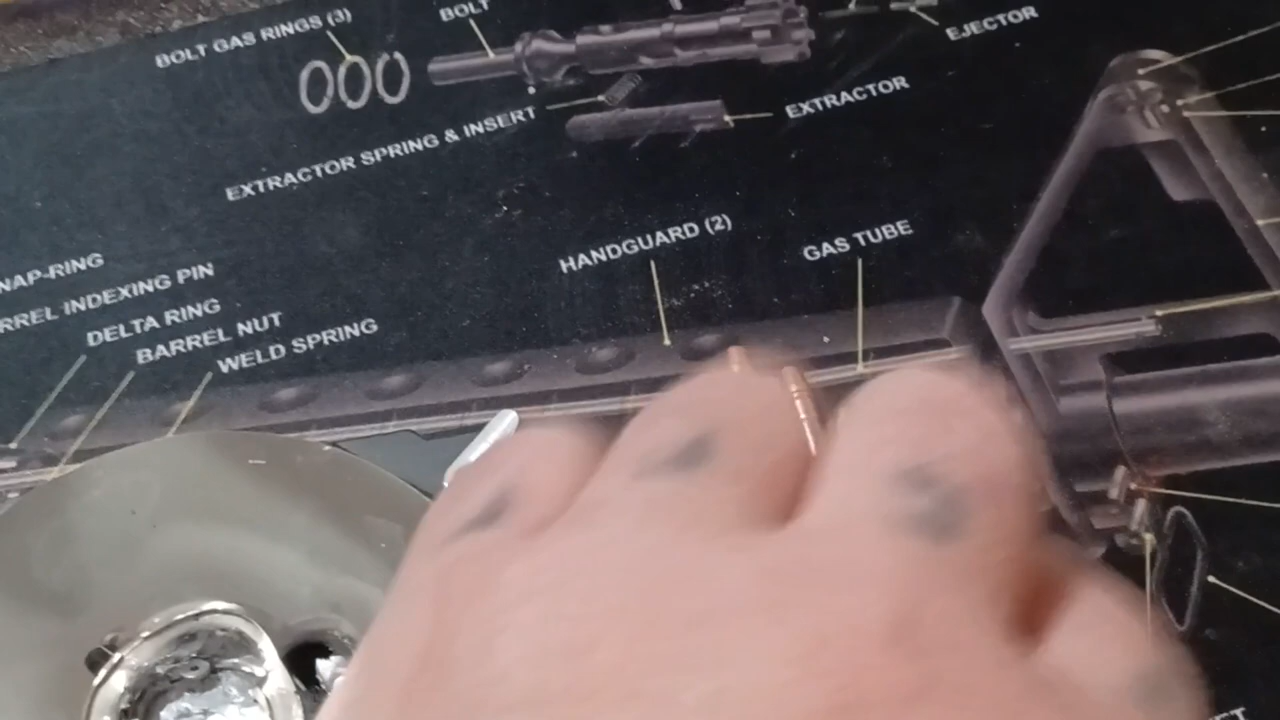 BOLT GAS RINGS (3)
BOLT
EJECTOR
EXTRACTOR SPRING & INSERT
EXTRACTOR
HANDGUARD (2)
GAS TUBE
NAP-RING
RREL INDEXING PIN
DELTA RING
BARREL NUT
WELD SPRING